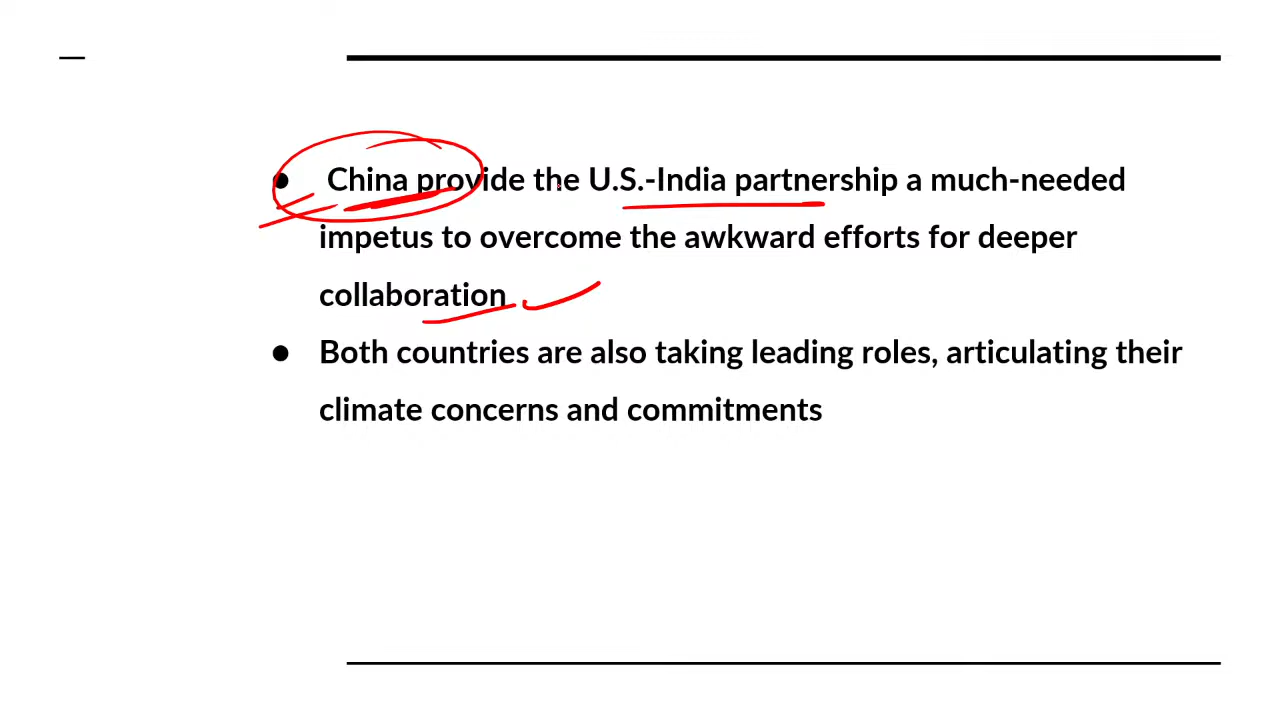 ● China provide the U.S.-India partnership a much-needed
impetus to overcome the awkward efforts for deeper
collaboration
● Both countries are also taking leading roles, articulating their
climate concerns and commitments